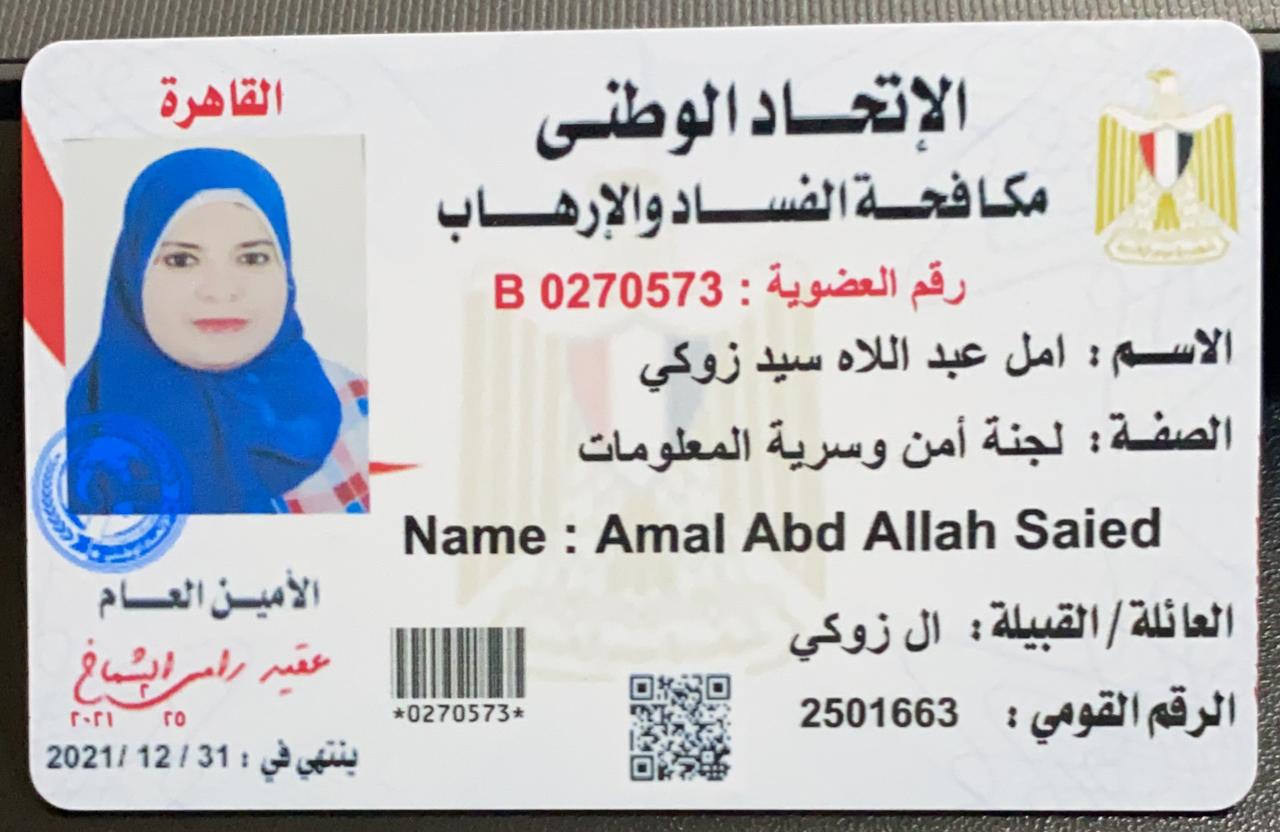 القاهرة
الإتحاد الوطنى
مكافحة الفساد والإرهاب
رقم العضوية : B 0270573
الاسم : امل عبد اللاه سيد زوكي
الصفة : لجنة أمن وسرية المعلومات
Name : Amal Abd Allah Saied
العائلة / القبيلة : ال زوكي
الرقم القومي : 2501663
الأمين العام
عقيد رامى الشماخ
٢٠٢١ ٢٥
*0270573*
ينتهي في : 31 / 12 / 2021